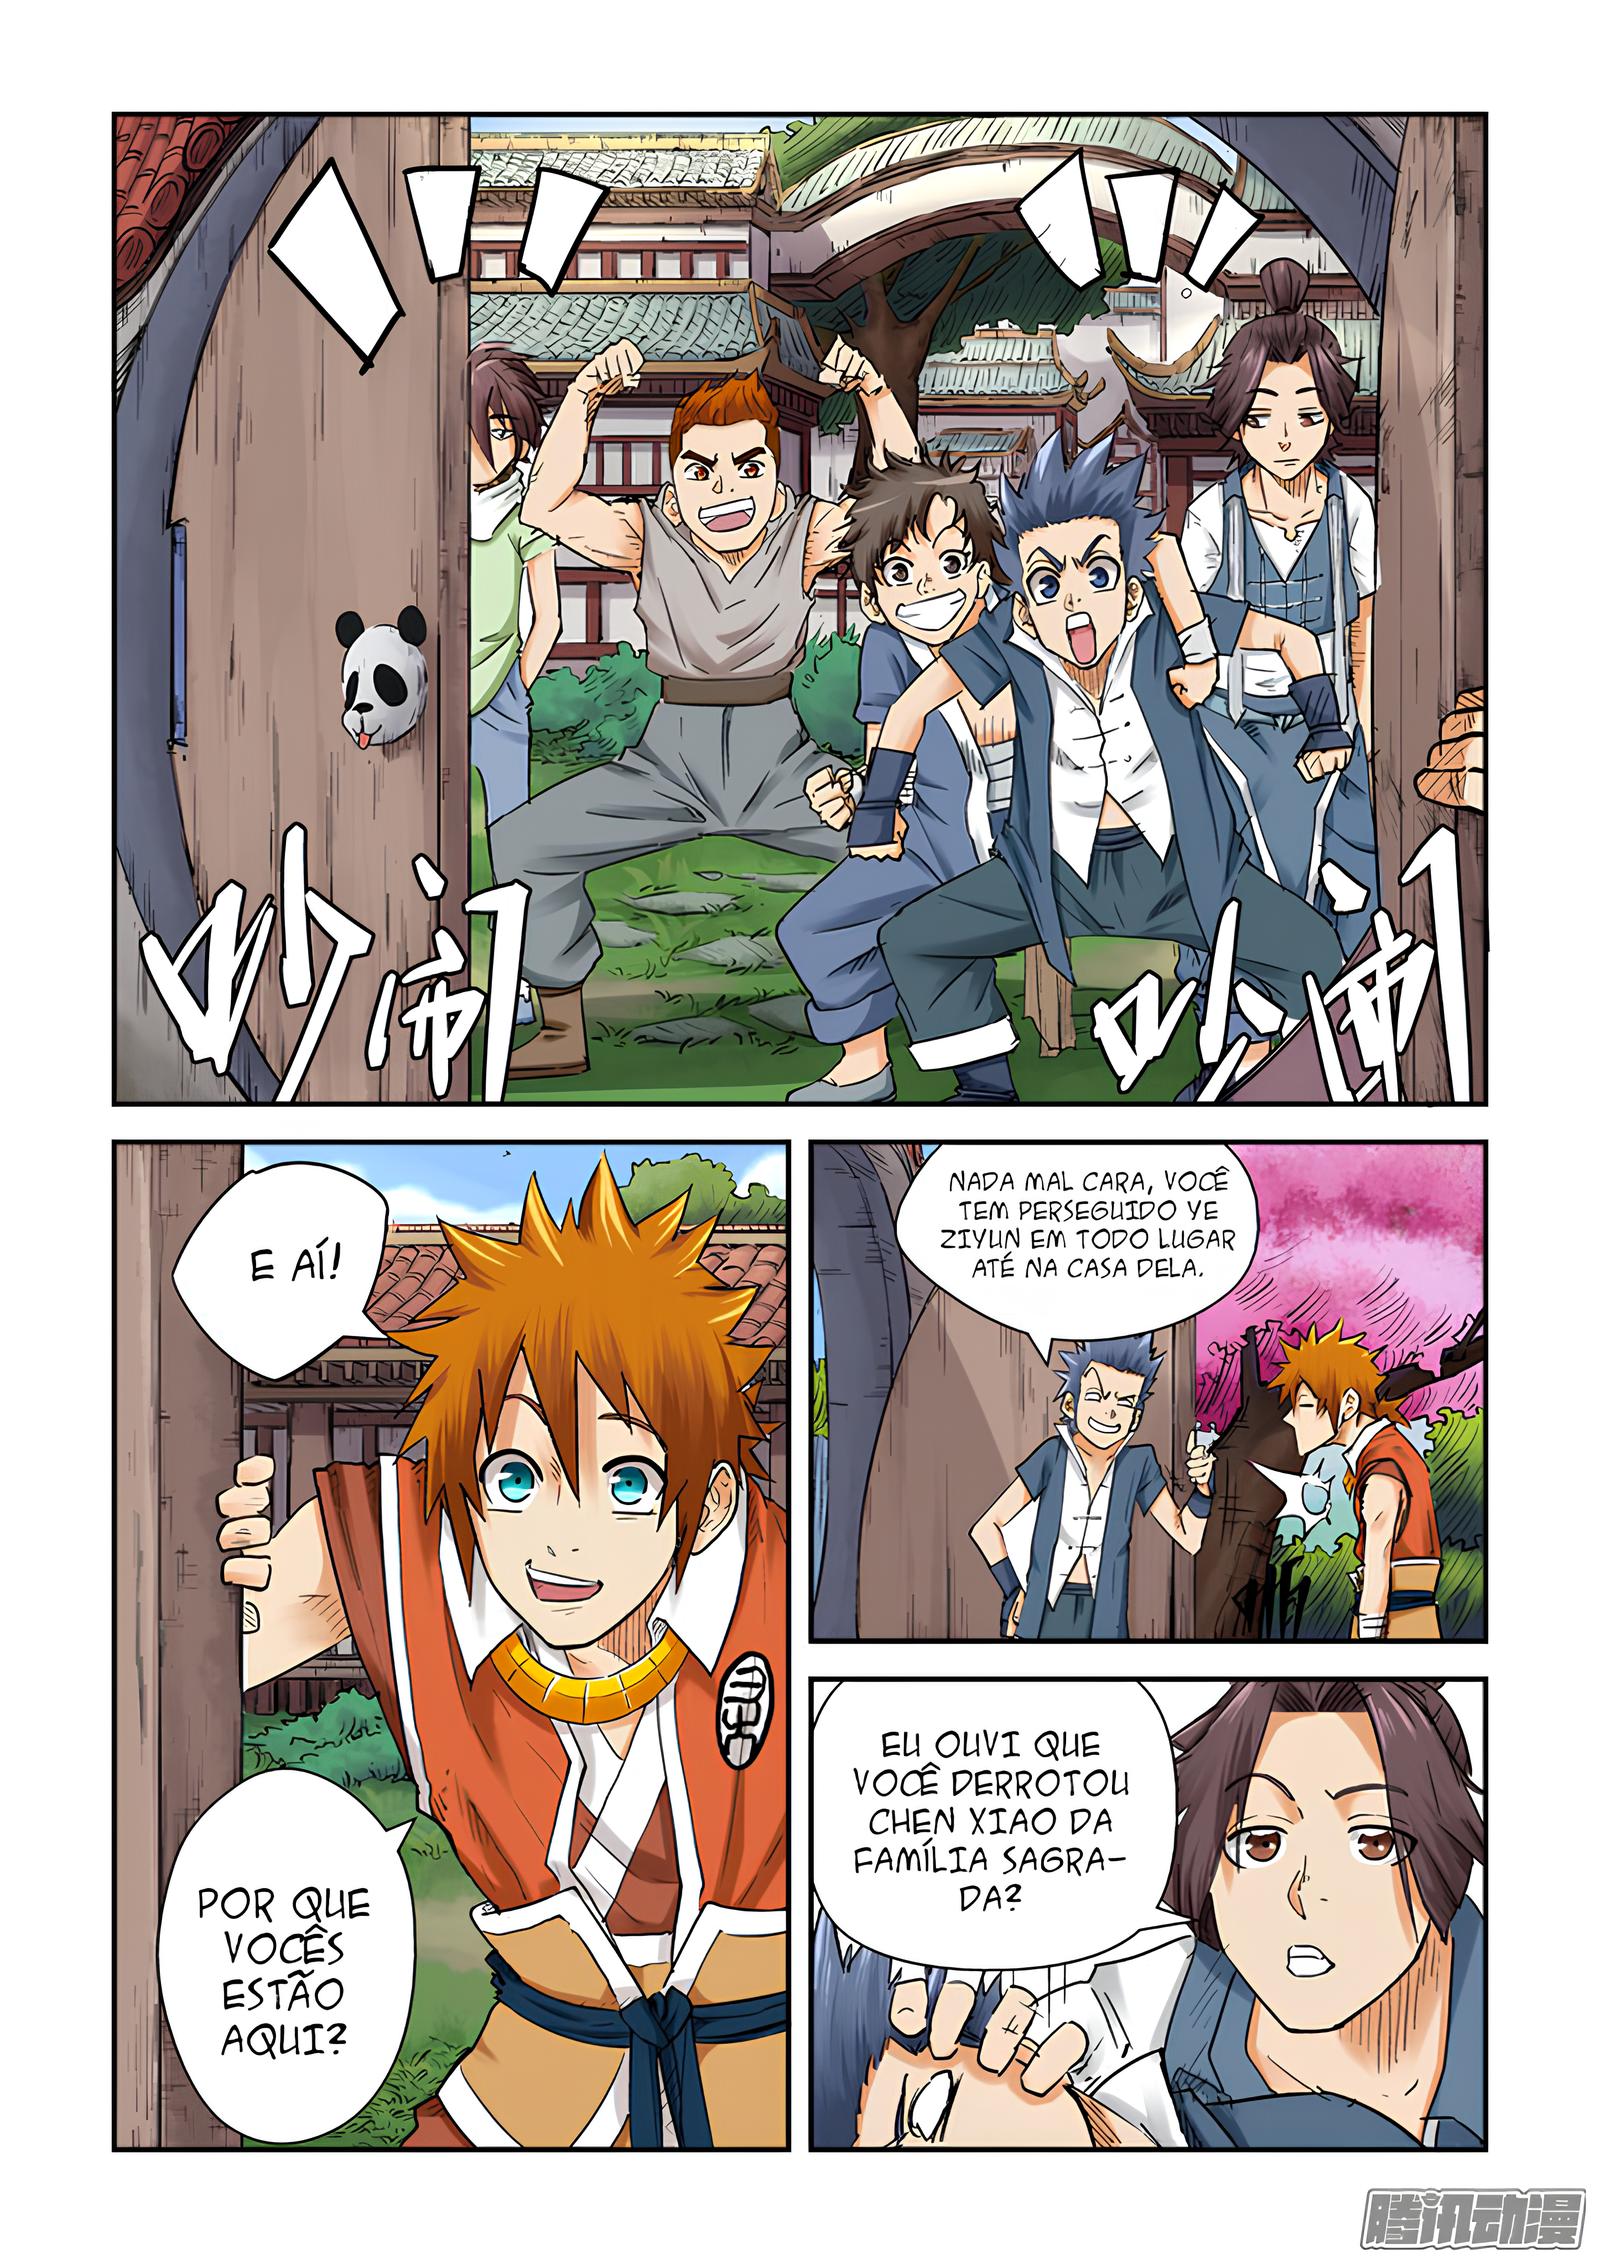 吵闹
吵闹
E AÍ!
POR QUE
VOCÊS
ESTÃO
AQUI?
NADA MAL CARA, VOCÊ
TEM PERSEGUIDO YE
ZIYUN EM TODO LUGAR
ATÉ NA CASA DELA.
EU OUVI QUE
VOCÊ DERROTOU
CHEN XIAO DA
FAMÍLIA SAGRA-
DA?
腾讯动漫